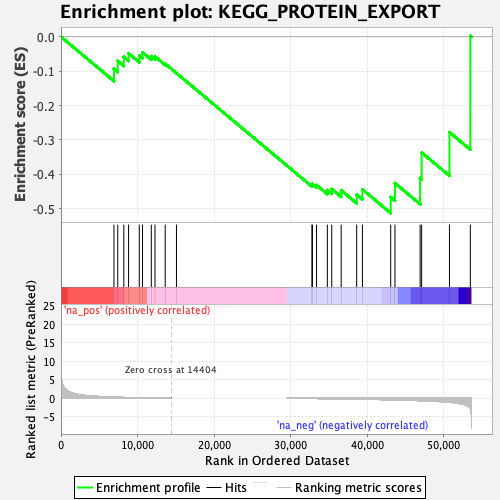 Enrichment plot: KEGG_PROTEIN_EXPORT
Enrichment score (ES)
0.0
-0.1
-0.2
-0.3
-0.4
-0.5
'na_pos' (positively correlated)
Ranked list metric (PreRanked)
25
20
15
10
5
0
-5
Zero cross at 14404
'na_neg' (negatively correlated)
0
10,000
20,000
30,000
40,000
50,000
Rank in Ordered Dataset
Enrichment profile
Hits
Ranking metric scores